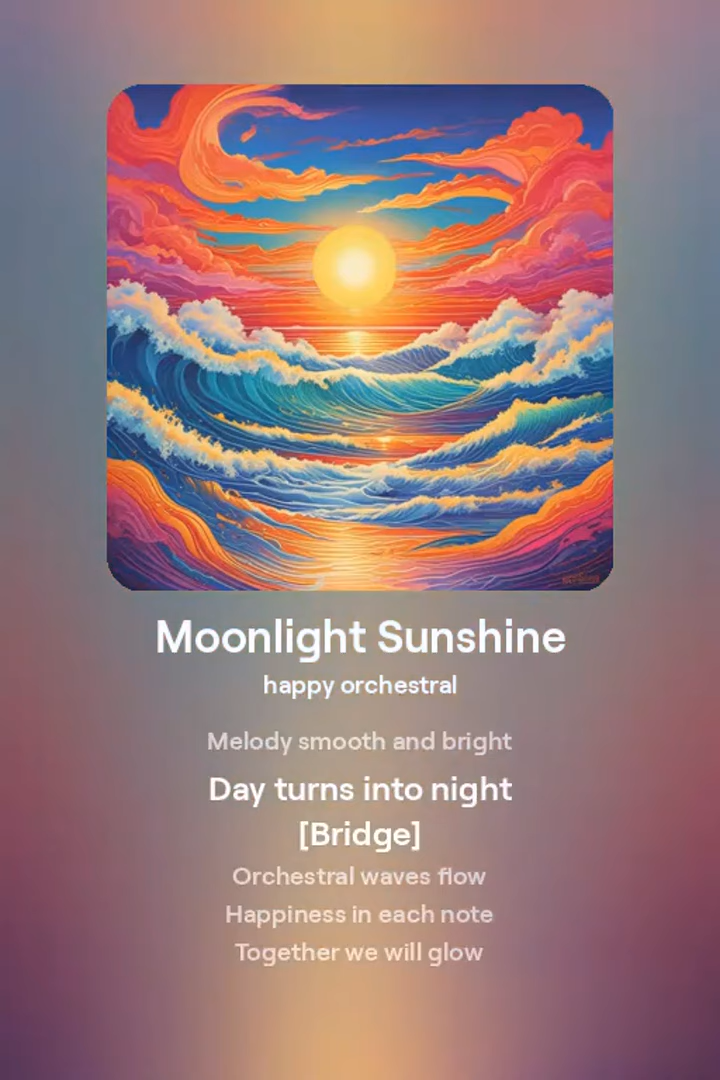 Moonlight Sunshine
happy orchestral
Melody smooth and bright
Day turns into night
[Bridge]
Orchestral waves flow
Happiness in each note
Together we will glow